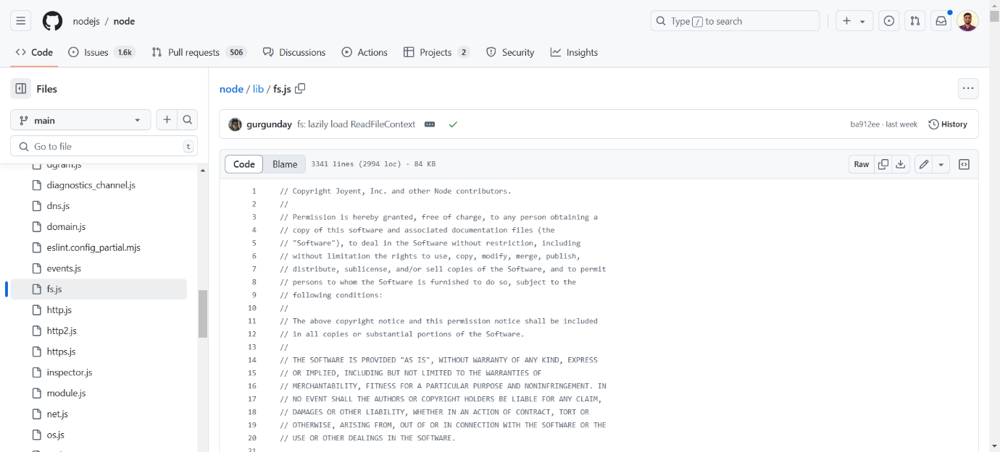 nodejs / node
Type / to search
Code
Issues 1.6k
Pull requests 506
Discussions
Actions
Projects 2
Security
Insights
Files
main
Go to file t
dgram.js
diagnostics_channel.js
dns.js
domain.js
eslint.config_partial.mjs
events.js
fs.js
http.js
http2.js
https.js
inspector.js
module.js
net.js
os.js
node / lib / fs.js
gurgunday fs: lazily load ReadFileContext
ba912ee · last week
History
Code Blame 3341 lines (2994 loc) · 84 KB
Raw
1 // Copyright Joyent, Inc. and other Node contributors.
2 //
3 // Permission is hereby granted, free of charge, to any person obtaining a
4 // copy of this software and associated documentation files (the
5 // "Software"), to deal in the Software without restriction, including
6 // without limitation the rights to use, copy, modify, merge, publish,
7 // distribute, sublicense, and/or sell copies of the Software, and to permit
8 // persons to whom the Software is furnished to do so, subject to the
9 // following conditions:
10 //
11 // The above copyright notice and this permission notice shall be included
12 // in all copies or substantial portions of the Software.
13 //
14 // THE SOFTWARE IS PROVIDED "AS IS", WITHOUT WARRANTY OF ANY KIND, EXPRESS
15 // OR IMPLIED, INCLUDING BUT NOT LIMITED TO THE WARRANTIES OF
16 // MERCHANTABILITY, FITNESS FOR A PARTICULAR PURPOSE AND NONINFRINGEMENT. IN
17 // NO EVENT SHALL THE AUTHORS OR COPYRIGHT HOLDERS BE LIABLE FOR ANY CLAIM,
18 // DAMAGES OR OTHER LIABILITY, WHETHER IN AN ACTION OF CONTRACT, TORT OR
19 // OTHERWISE, ARISING FROM, OUT OF OR IN CONNECTION WITH THE SOFTWARE OR THE
20 // USE OR OTHER DEALINGS IN THE SOFTWARE.
21